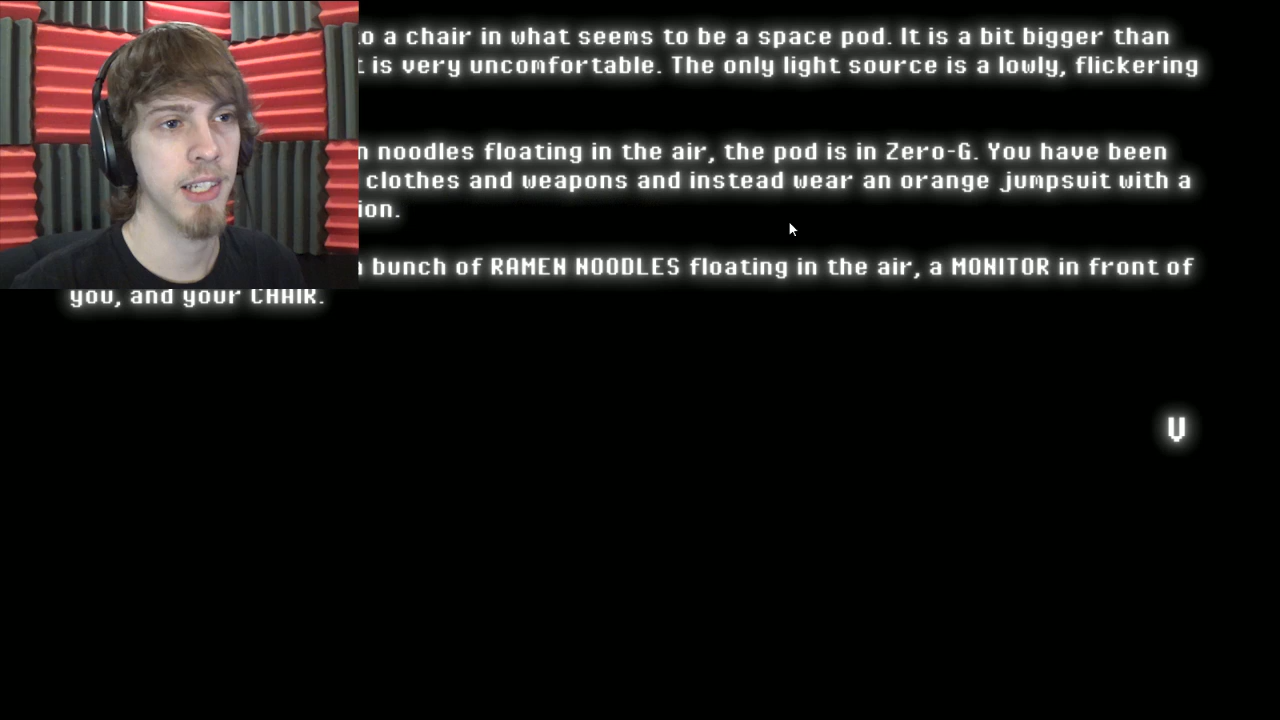 to a chair in what seems to be a space pod. It is a bit bigger than
is very uncomfortable. The only light source is a lowly, flickering
noodles floating in the air, the pod is in Zero-G. You have been
clothes and weapons and instead wear an orange jumpsuit with a
bunch of RAMEN NOODLES floating in the air, a MONITOR in front of
you, and your CHAIR.
V